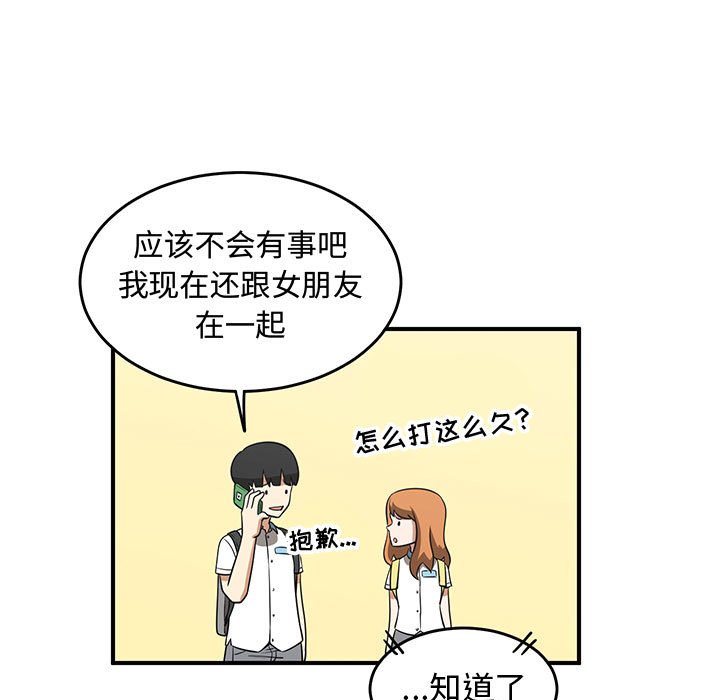 应该不会有事吧
我现在还跟女朋友
在一起
怎么打这么久?
抱歉...
...知道了